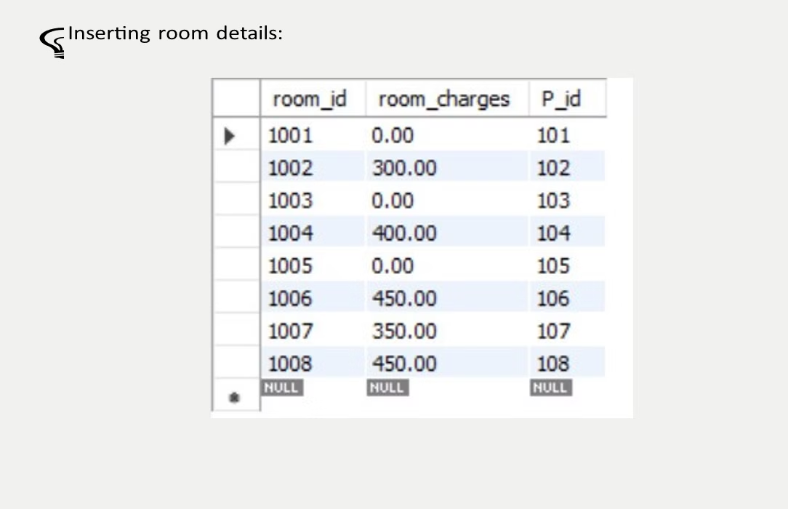 Inserting room details:
room_id room_charges P_id
1001 0.00 101
1002 300.00 102
1003 0.00 103
1004 400.00 104
1005 0.00 105
1006 450.00 106
1007 350.00 107
1008 450.00 108
NULL NULL NULL